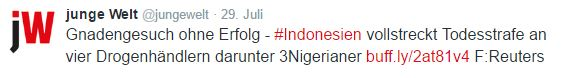 jW junge Welt @jungewelt · 29. Juli
Gnadengesuch ohne Erfolg - #Indonesien vollstreckt Todesstrafe an
vier Drogenhändlern darunter 3Nigerianer buff.ly/2at81v4 F:Reuters